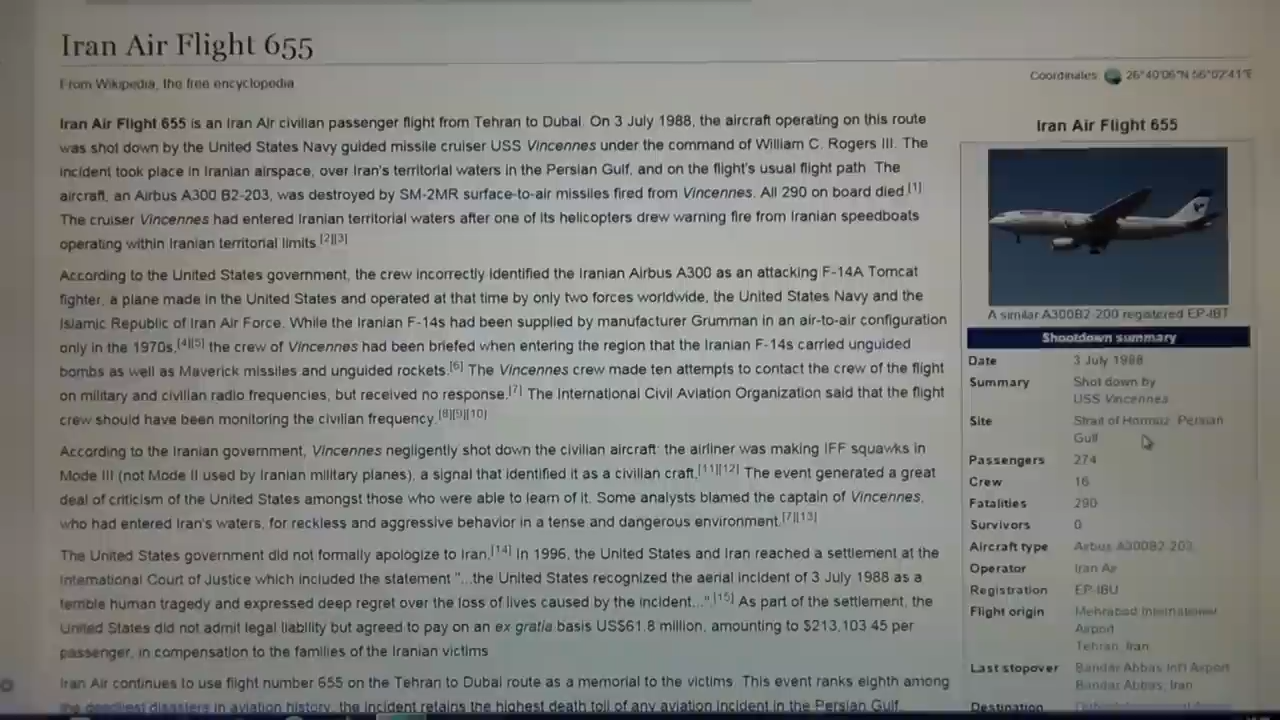 Iran Air Flight 655
From Wikipedia, the free encyclopedia
Coordinates: 26°40′06″N 56°02′41″E
Iran Air Flight 655 is an Iran Air civilian passenger flight from Tehran to Dubai. On 3 July 1988, the aircraft operating on this route
was shot down by the United States Navy guided missile cruiser USS Vincennes under the command of William C. Rogers III. The
incident took place in Iranian airspace, over Iran's territorial waters in the Persian Gulf, and on the flight's usual flight path. The
aircraft, an Airbus A300 B2-203, was destroyed by SM-2MR surface-to-air missiles fired from Vincennes. All 290 on board died.[1]
The cruiser Vincennes had entered Iranian territorial waters after one of its helicopters drew warning fire from Iranian speedboats
operating within Iranian territorial limits.[2][3]
According to the United States government, the crew incorrectly identified the Iranian Airbus A300 as an attacking F-14A Tomcat
fighter, a plane made in the United States and operated at that time by only two forces worldwide, the United States Navy and the
Islamic Republic of Iran Air Force. While the Iranian F-14s had been supplied by manufacturer Grumman in an air-to-air configuration
only in the 1970s,[4][5] the crew of Vincennes had been briefed when entering the region that the Iranian F-14s carried unguided
bombs as well as Maverick missiles and unguided rockets.[6] The Vincennes crew made ten attempts to contact the crew of the flight
on military and civilian radio frequencies, but received no response.[7] The International Civil Aviation Organization said that the flight
crew should have been monitoring the civilian frequency.[8][9][10]
According to the Iranian government, Vincennes negligently shot down the civilian aircraft: the airliner was making IFF squawks in
Mode III (not Mode II used by Iranian military planes), a signal that identified it as a civilian craft.[11][12] The event generated a great
deal of criticism of the United States amongst those who were able to learn of it. Some analysts blamed the captain of Vincennes,
who had entered Iran's waters, for reckless and aggressive behavior in a tense and dangerous environment.[7][13]
The United States government did not formally apologize to Iran.[14] In 1996, the United States and Iran reached a settlement at the
International Court of Justice which included the statement "...the United States recognized the aerial incident of 3 July 1988 as a
terrible human tragedy and expressed deep regret over the loss of lives caused by the incident...".[15] As part of the settlement, the
United States did not admit legal liability but agreed to pay on an ex gratia basis US$61.8 million, amounting to $213,103.45 per
passenger, in compensation to the families of the Iranian victims
Iran Air continues to use flight number 655 on the Tehran to Dubai route as a memorial to the victims. This event ranks eighth among
the deadliest disasters in aviation history, the incident retains the highest death toll of any aviation incident in the Persian Gulf.
Iran Air Flight 655
A similar A300B2-200 registered EP-IBT
Shootdown summary
Date 3 July 1988
Summary Shot down by
USS Vincennes
Site Strait of Hormuz, Persian
Gulf
Passengers 274
Crew 16
Fatalities 290
Survivors 0
Aircraft type Airbus A300B2-203
Operator Iran Air
Registration EP-IBU
Flight origin Mehrabad International
Airport
Tehran, Iran
Last stopover Bandar Abbas Int'l Airport
Bandar Abbas, Iran
Destination